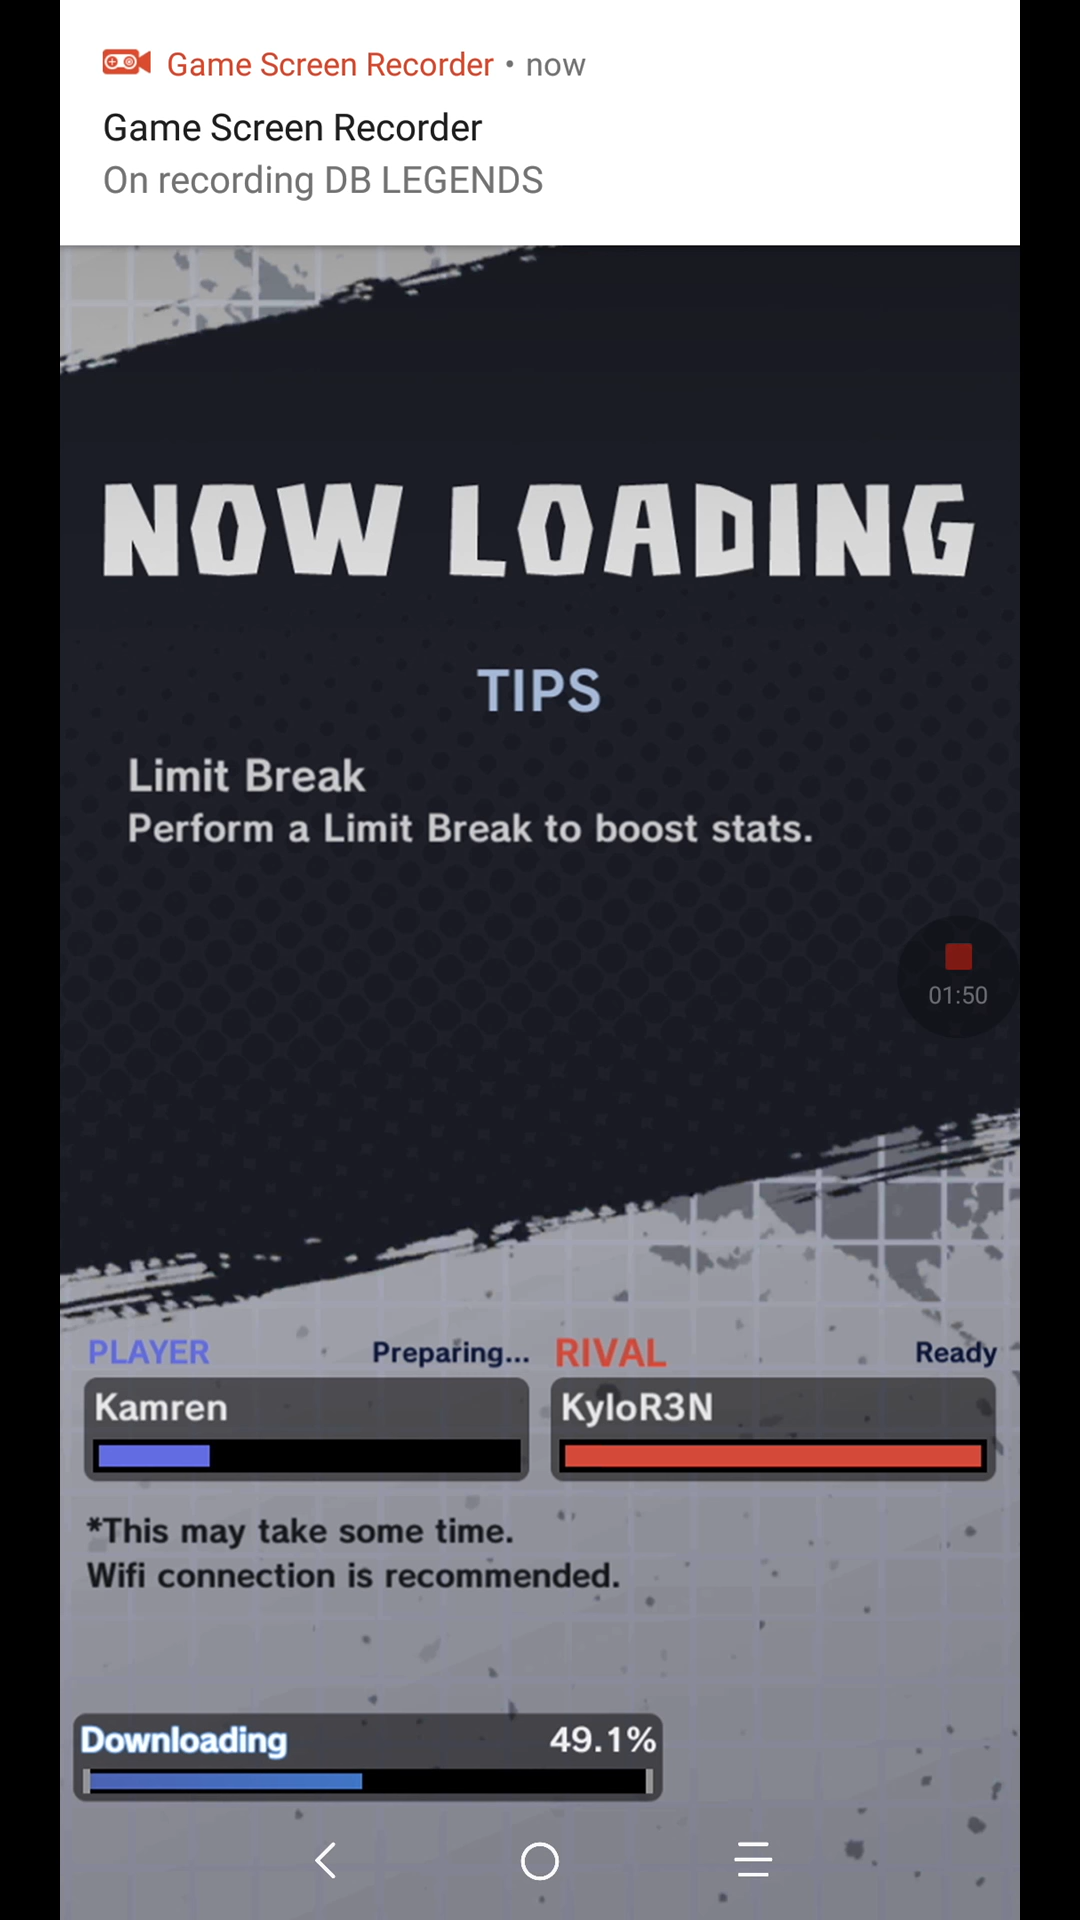 Game Screen Recorder • now
Game Screen Recorder
On recording DB LEGENDS
NOW LOADING
TIPS
Limit Break
Perform a Limit Break to boost stats.
01:50
PLAYER Preparing... RIVAL Ready
Kamren KyloR3N
*This may take some time.
Wifi connection is recommended.
Downloading 49.1%